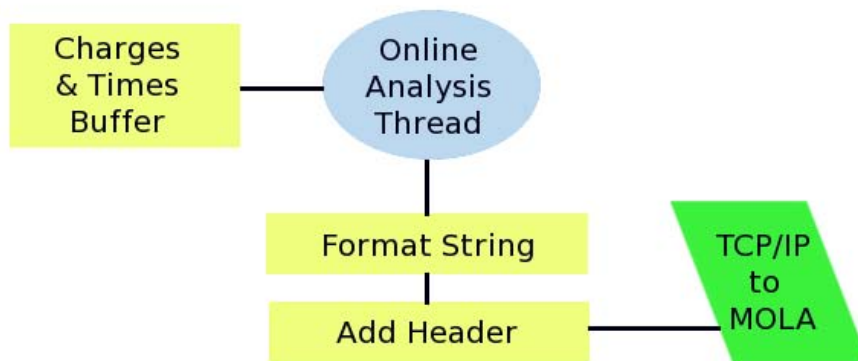 Charges
& Times
Buffer
Online
Analysis
Thread
Format String
Add Header
TCP/IP
to
MOLA